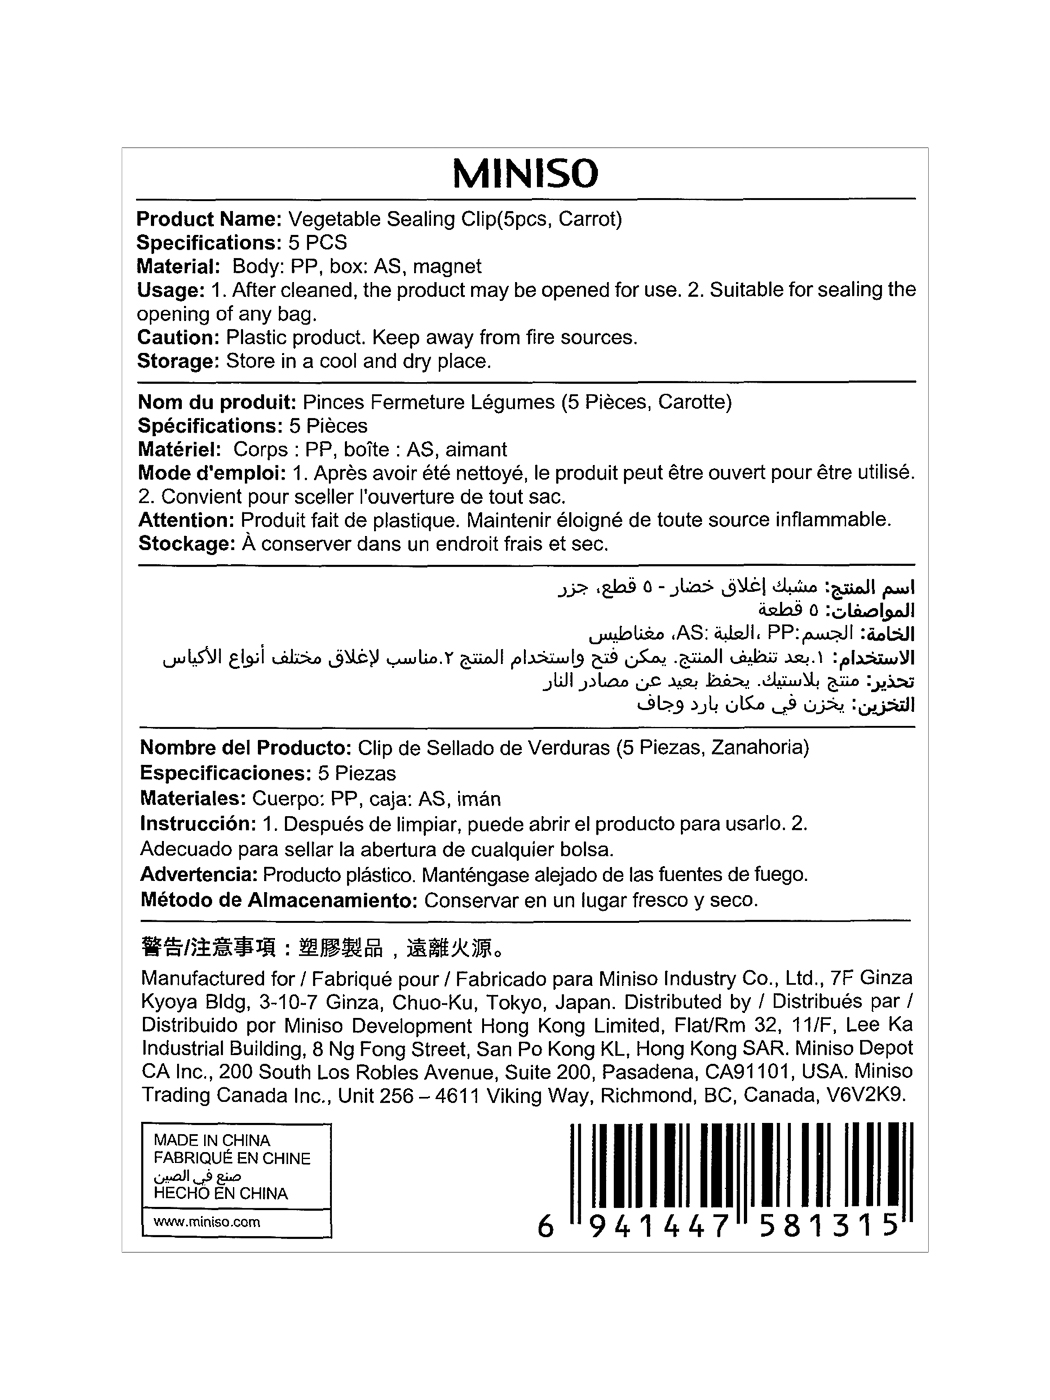 MINISO
Product Name: Vegetable Sealing Clip(5pcs, Carrot)
Specifications: 5 PCS
Material: Body: PP, box: AS, magnet
Usage: 1. After cleaned, the product may be opened for use. 2. Suitable for sealing the
opening of any bag.
Caution: Plastic product. Keep away from fire sources.
Storage: Store in a cool and dry place.
Nom du produit: Pinces Fermeture Légumes (5 Pièces, Carotte)
Spécifications: 5 Pièces
Matériel: Corps : PP, boîte : AS, aimant
Mode d'emploi: 1. Après avoir été nettoyé, le produit peut être ouvert pour être utilisé.
2. Convient pour sceller l'ouverture de tout sac.
Attention: Produit fait de plastique. Maintenir éloigné de toute source inflammable.
Stockage: À conserver dans un endroit frais et sec.
اسم المنتج: مشبك إغلاق خضار - ٥ قطع، جزر
المواصفات: ٥ قطعة
الخامة: الجسم:PP ،العلبة :AS، مغناطيس
الاستخدام: ١.بعد تنظيف المنتج. يمكن فتح واستخدام المنتج ٢.مناسب لإغلاق مختلف أنواع الأكياس
تحذير: منتج بلاستيك. يحفظ بعيد عن مصادر النار
التخزين: يخزن في مكان بارد وجاف
Nombre del Producto: Clip de Sellado de Verduras (5 Piezas, Zanahoria)
Especificaciones: 5 Piezas
Materiales: Cuerpo: PP, caja: AS, imán
Instrucción: 1. Después de limpiar, puede abrir el producto para usarlo. 2.
Adecuado para sellar la abertura de cualquier bolsa.
Advertencia: Producto plástico. Manténgase alejado de las fuentes de fuego.
Método de Almacenamiento: Conservar en un lugar fresco y seco.
警告/注意事項：塑膠製品，遠離火源。
Manufactured for / Fabriqué pour / Fabricado para Miniso Industry Co., Ltd., 7F Ginza
Kyoya Bldg, 3-10-7 Ginza, Chuo-Ku, Tokyo, Japan. Distributed by / Distribués par /
Distribuido por Miniso Development Hong Kong Limited, Flat/Rm 32, 11/F, Lee Ka
Industrial Building, 8 Ng Fong Street, San Po Kong KL, Hong Kong SAR. Miniso Depot
CA Inc., 200 South Los Robles Avenue, Suite 200, Pasadena, CA91101, USA. Miniso
Trading Canada Inc., Unit 256 – 4611 Viking Way, Richmond, BC, Canada, V6V2K9.
MADE IN CHINA
FABRIQUÉ EN CHINE
صنع في الصين
HECHO EN CHINA
www.miniso.com
6 941447 581315